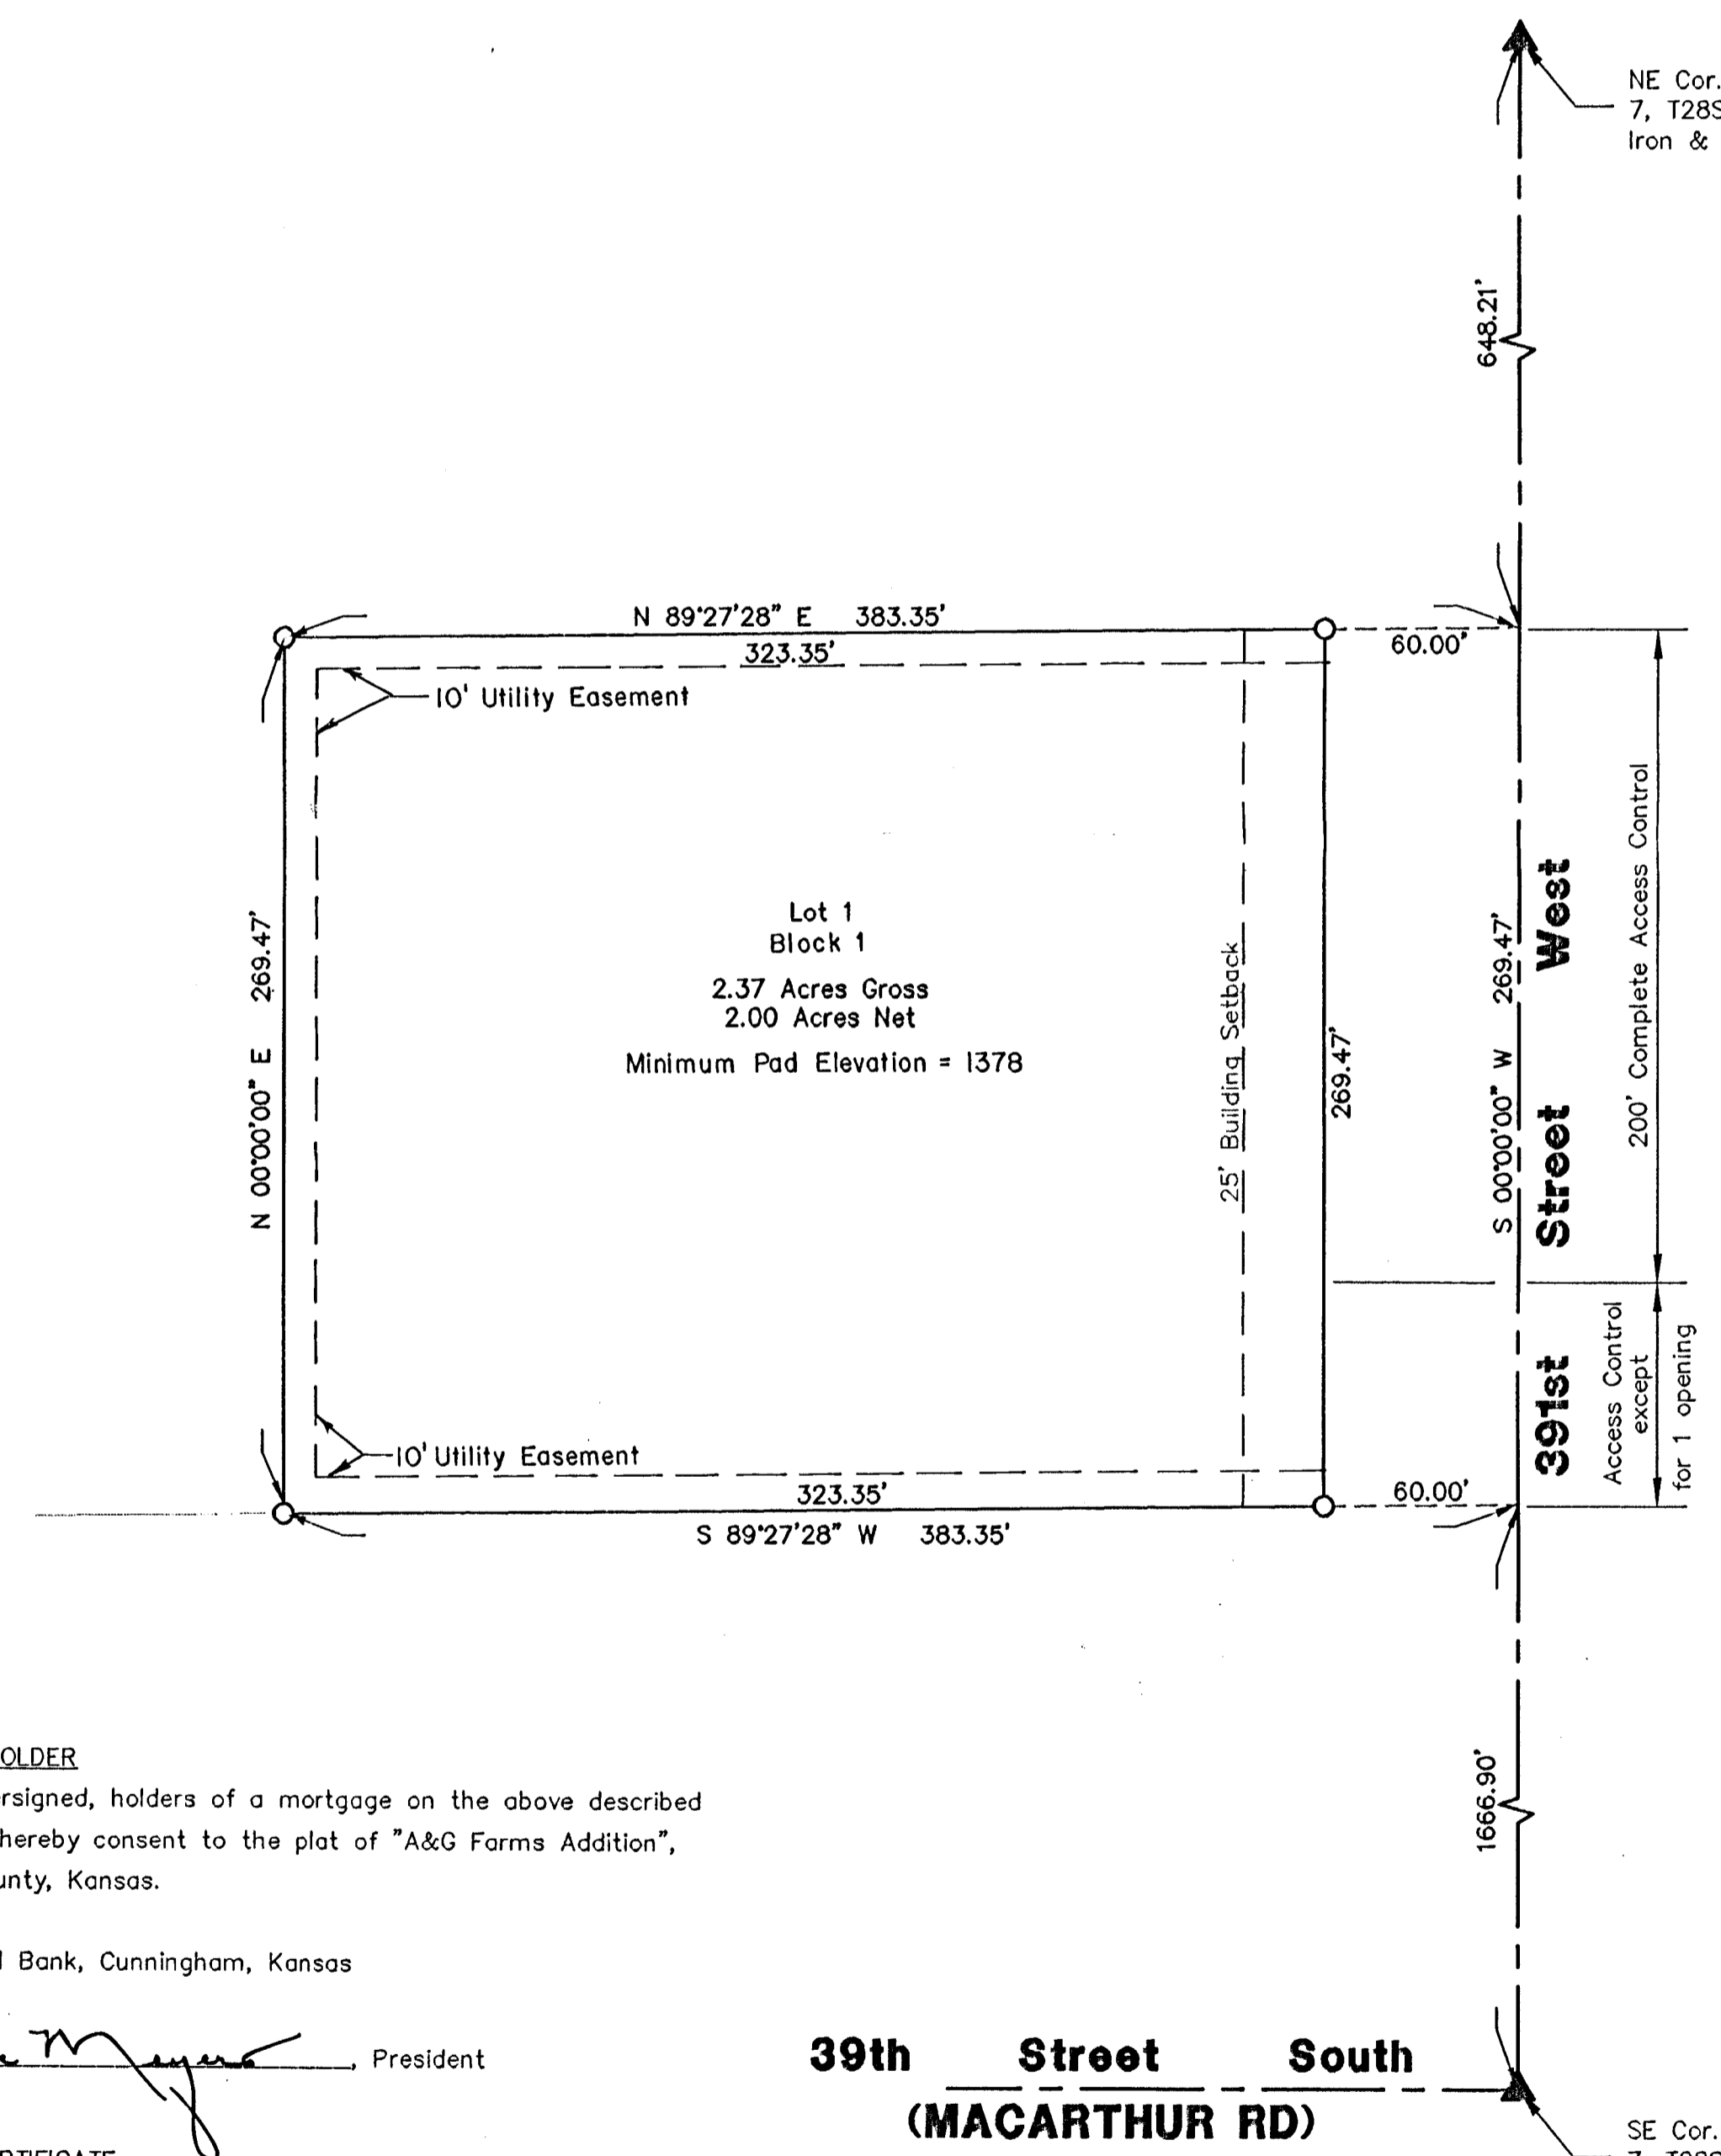 NE Cor.
7, T28S
Iron &
648.21'
N 89°27'28" E 383.35'
323.35'
60.00'
10' Utility Easement
N 00°00'00" E 269.47'
Lot 1
Block 1
2.37 Acres Gross
2.00 Acres Net
Minimum Pad Elevation = 1378
25' Building Setback
269.47'
S 00°00'00" W 269.47'
391st Street West
200' Complete Access Control
Access Control
except
for 1 opening
10' Utility Easement
323.35'
60.00'
S 89°27'28" W 383.35'
1666.90'
OLDER
rsigned, holders of a mortgage on the above described
hereby consent to the plat of "A&G Farms Addition",
unty, Kansas.
l Bank, Cunningham, Kansas
Meyers, President
39th Street South
(MACARTHUR RD)
SE Cor.